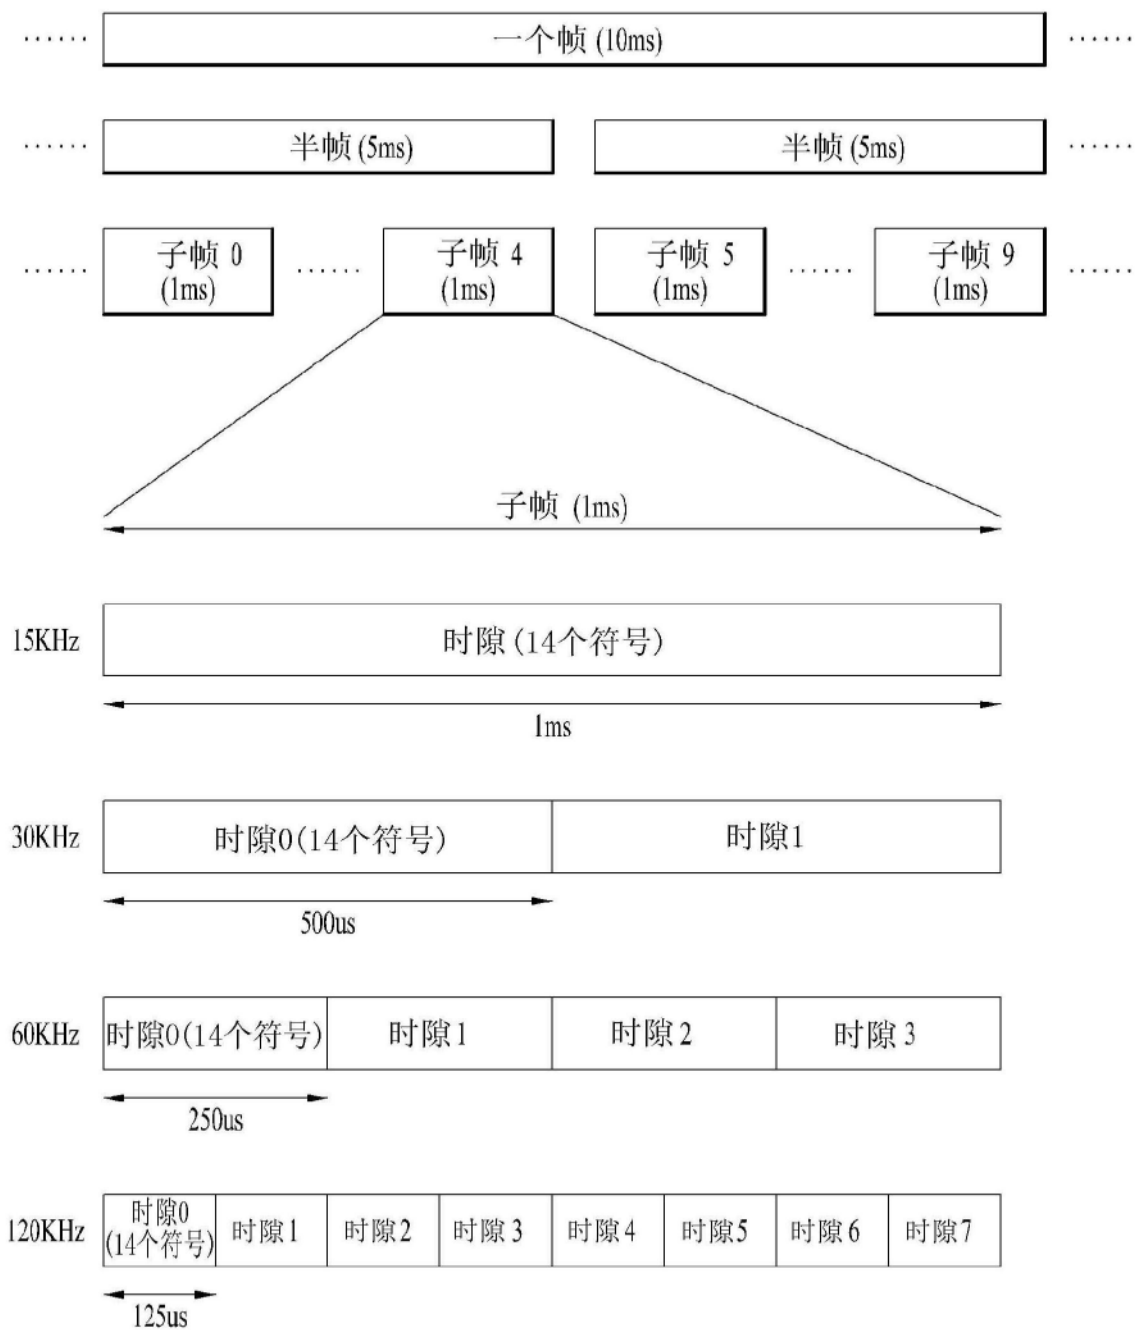 ······ 一个帧 (10ms) ······
······ 半帧 (5ms) 半帧 (5ms) ······
子帧 0 子帧 4 子帧 5 子帧 9
······ (1ms) ······ (1ms) (1ms) ······ (1ms) ······
子帧 (1ms)
15KHz 时隙 (14个符号)
1ms
30KHz 时隙0(14个符号) 时隙1
500us
60KHz 时隙0(14个符号) 时隙1 时隙2 时隙3
250us
时隙0
120KHz (14个符号) 时隙1 时隙2 时隙3 时隙4 时隙5 时隙6 时隙7
125us